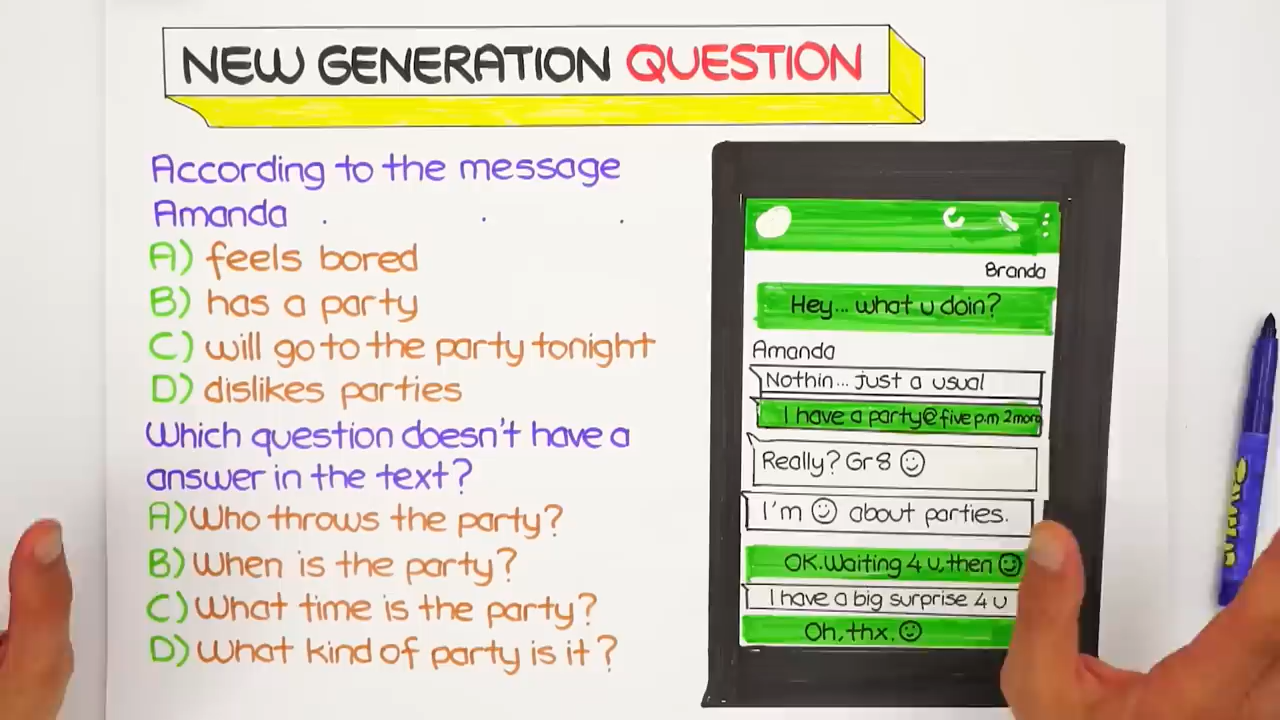 NEW GENERATION QUESTION
According to the message
Amanda . . .
A) feels bored
B) has a party
C) will go to the party tonight
D) dislikes parties
Which question doesn't have a
answer in the text?
A) Who throws the party?
B) When is the party?
C) What time is the party?
D) What kind of party is it?
Branda
Hey... what u doin?
Amanda
Nothin... just a usual
I have a party@five p.m 2morq
Really? Gr8 ☺
I'm ☺ about parties.
OK. Waiting 4 u, then ☺
I have a big surprise 4 u
Oh, thx. ☺